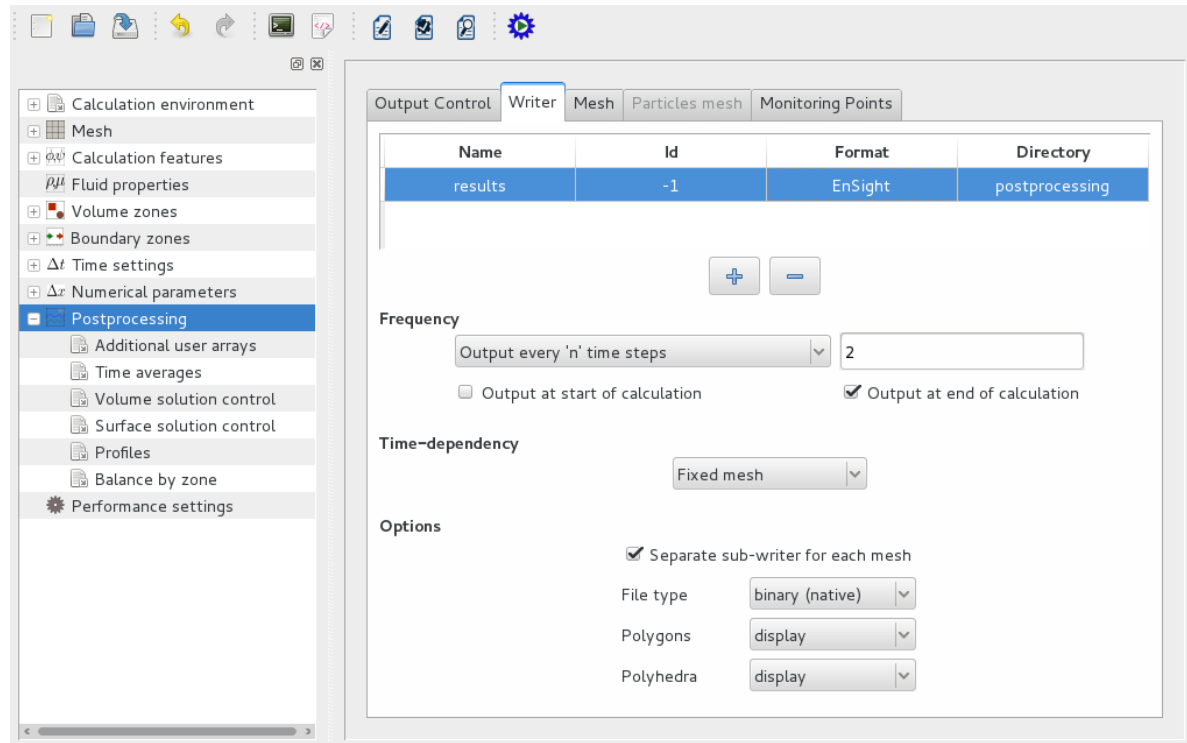 Calculation environment
Mesh
Calculation features
Fluid properties
Volume zones
Boundary zones
Δt Time settings
Δx Numerical parameters
Postprocessing
Additional user arrays
Time averages
Volume solution control
Surface solution control
Profiles
Balance by zone
Performance settings
Output Control Writer Mesh Particles mesh Monitoring Points
Name Id Format Directory
results -1 EnSight postprocessing
Frequency
Output every 'n' time steps 2
Output at start of calculation Output at end of calculation
Time-dependency
Fixed mesh
Options
Separate sub-writer for each mesh
File type binary (native)
Polygons display
Polyhedra display